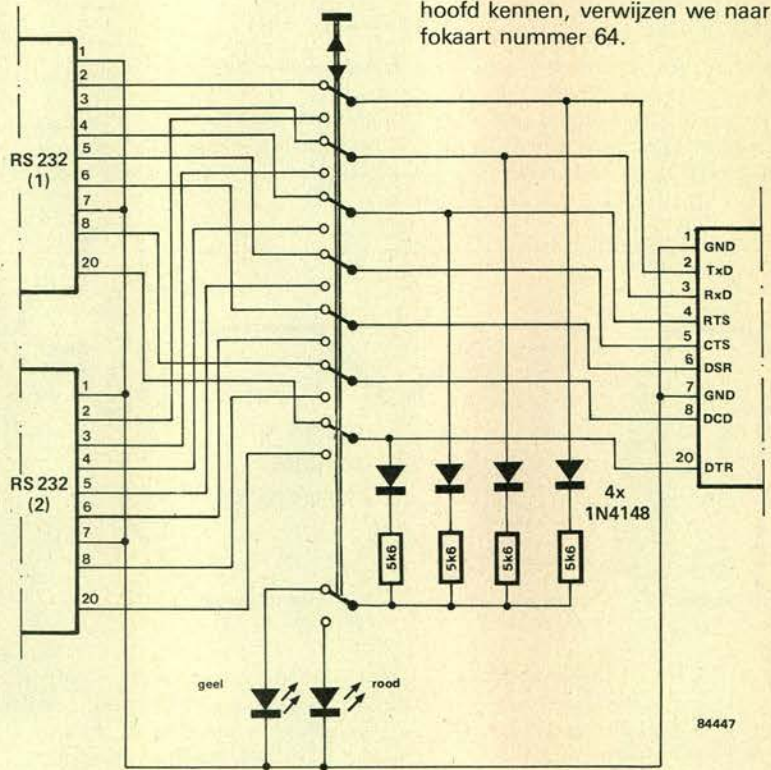 hoofd kennen, verwijzen we naar
fokaart nummer 64.
1
2
3
4
5
6
7
8
20
RS 232
(1)
1
2
3
4
5
6
7
8
20
RS 232
(2)
1 GND
2 TxD
3 RxD
4 RTS
5 CTS
6 DSR
7 GND
8 DCD
20 DTR
4x
1N4148
5k6
5k6
5k6
5k6
geel
rood
84447